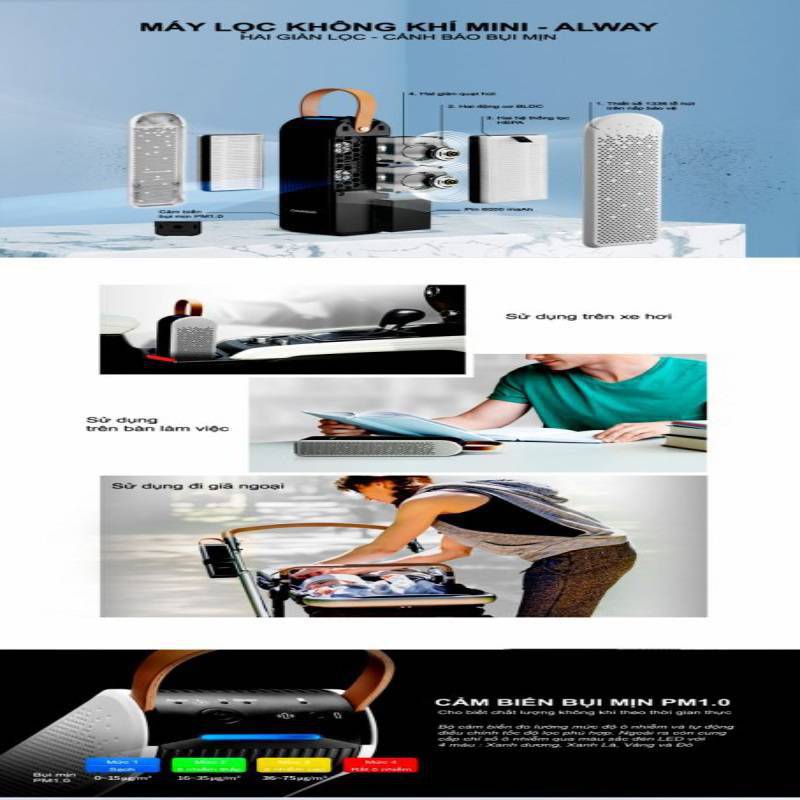 MÁY LỌC KHÔNG KHÍ MINI - ALWAY
HAI GIÀN LỌC - CẢNH BÁO BỤI MỊN
4. Hai giàn quạt hút
2. Hai động cơ BLDC
3. Hai hệ thống lọc
HEPA
1. Thiết kế 1336 lỗ hút
trên nắp bảo vệ
Cảm biến
bụi mịn PM1.0
Pin 6000 mAh
Sử dụng trên xe hơi
Sử dụng
trên bàn làm việc
Sử dụng đi giã ngoại
CẢM BIẾN BỤI MỊN PM1.0
Cho biết chất lượng không khí theo thời gian thực
Bộ cảm biến đo lường mức độ ô nhiễm và tự động
điều chỉnh tốc độ lọc phù hợp. Ngoài ra còn cung
cấp chỉ số ô nhiễm qua màu sắc đèn LED với
4 màu : Xanh dương, Xanh Lá, Vàng và Đỏ
Mức 1
Mức 2
Mức 3
Mức 4
Sạch
Ô nhiễm thấp
Ô nhiễm cao
Rất ô nhiễm
Bụi mịn
PM1.0
0-15µg/m³
16-35µg/m³
36-75µg/m³